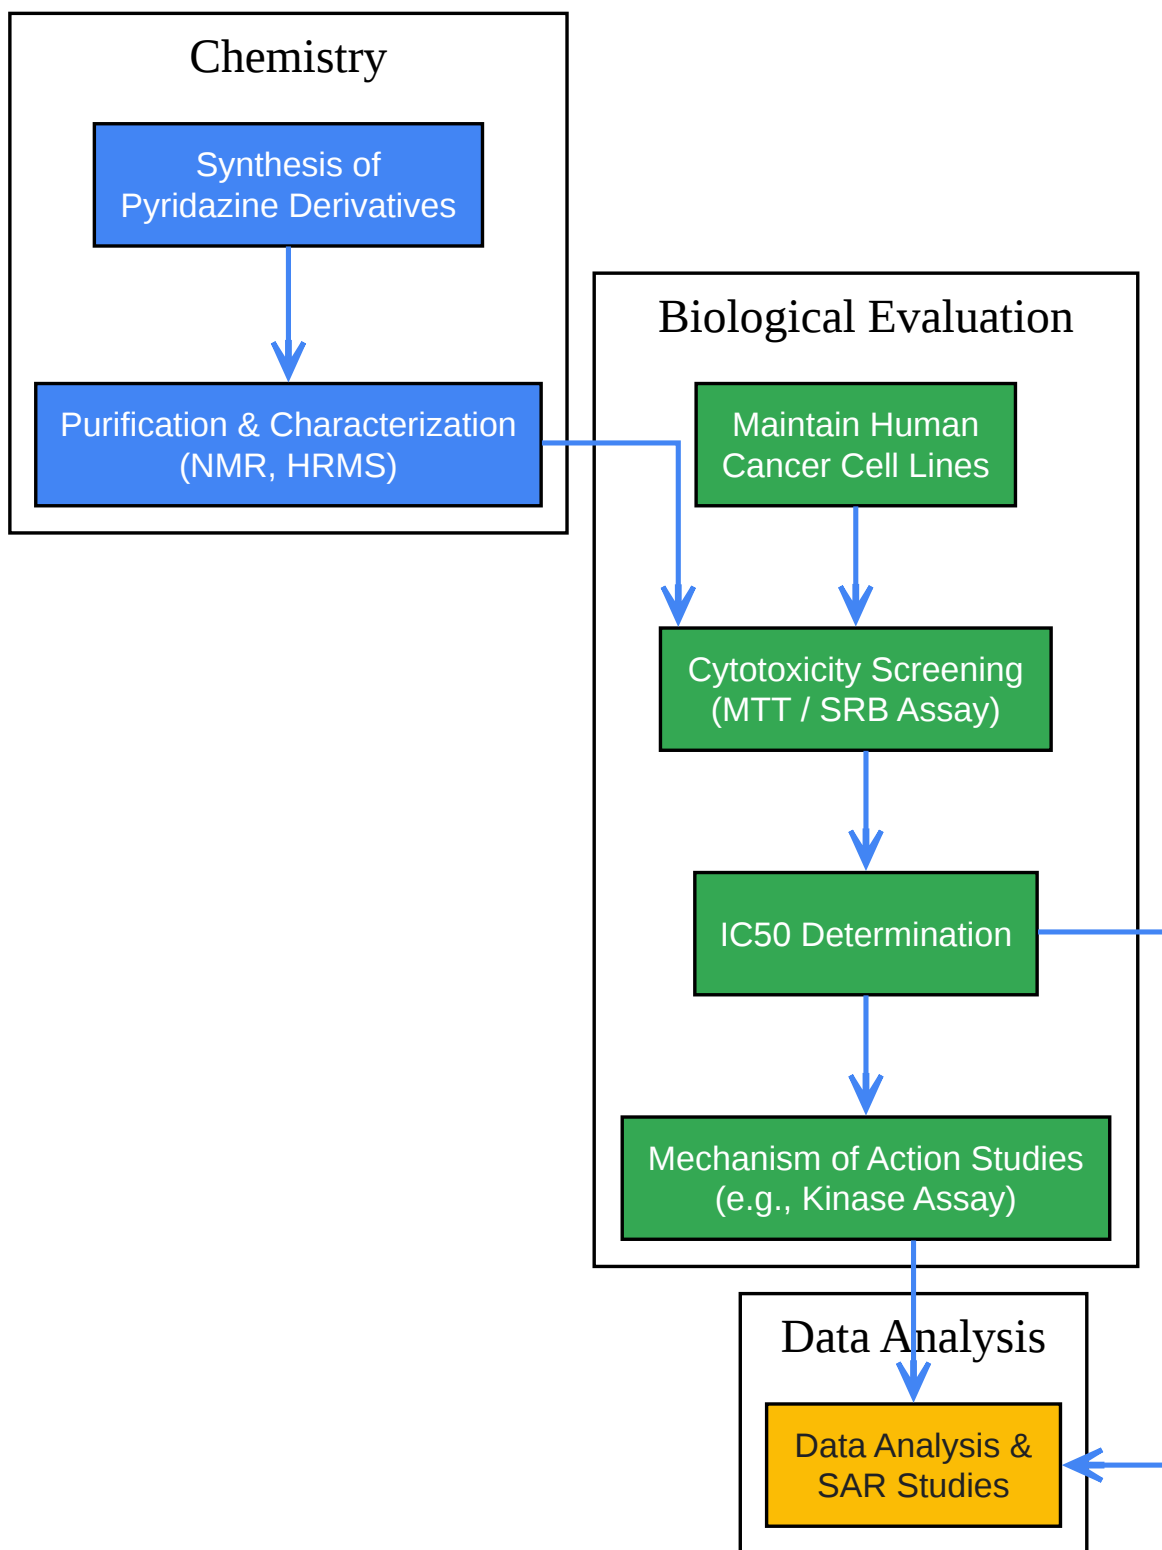 Chemistry
Synthesis of
Pyridazine Derivatives
Purification & Characterization
(NMR, HRMS)
Biological Evaluation
Maintain Human
Cancer Cell Lines
Cytotoxicity Screening
(MTT / SRB Assay)
IC50 Determination
Mechanism of Action Studies
(e.g., Kinase Assay)
Data Analysis
Data Analysis &
SAR Studies